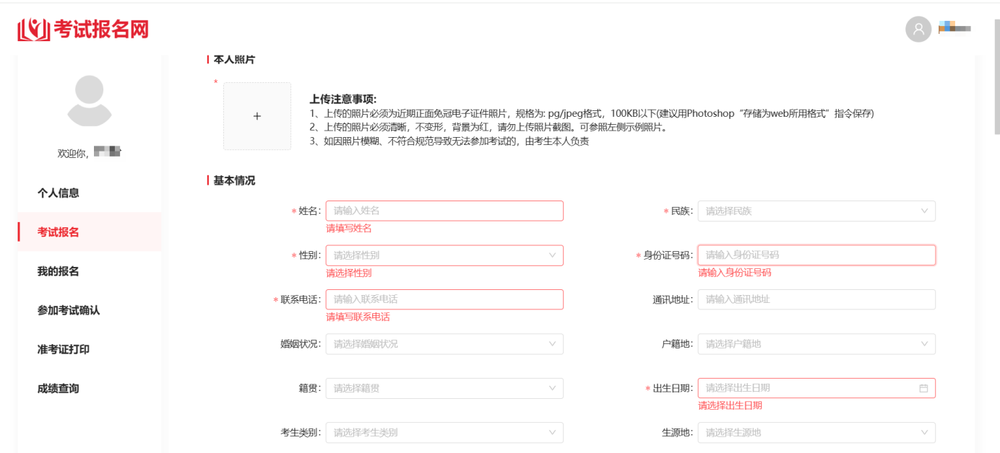 考试报名网
本人照片
*
+
上传注意事项:
1、上传的照片必须为近期正面免冠电子证件照片，规格为: pg/jpeg格式，100KB以下(建议用Photoshop“存储为web所用格式”指令保存)
2、上传的照片必须清晰，不变形，背景为红，请勿上传照片截图。可参照左侧示例照片。
3、如因照片模糊、不符合规范导致无法参加考试的，由考生本人负责
欢迎你,
个人信息
考试报名
我的报名
参加考试确认
准考证打印
成绩查询
基本情况
* 姓名: 请输入姓名 * 民族: 请选择民族
请填写姓名
* 性别: 请选择性别 * 身份证号码: 请输入身份证号码
请选择性别 请输入身份证号码
* 联系电话: 请输入联系电话 通讯地址: 请输入通讯地址
请填写联系电话
婚姻状况: 请选择婚姻状况 户籍地: 请选择户籍地
籍贯: 请选择籍贯 * 出生日期: 请选择出生日期
请选择出生日期
考生类别: 请选择考生类别 生源地: 请选择生源地